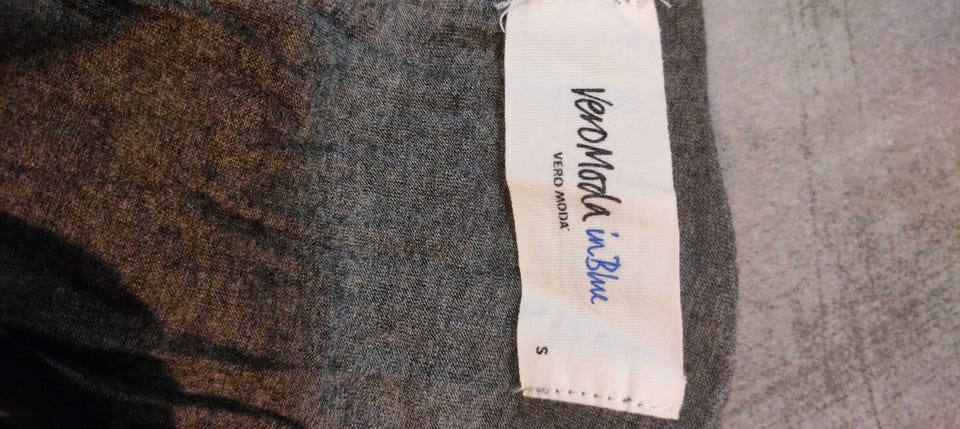 VeroModa in Blue
VERO MODA
S